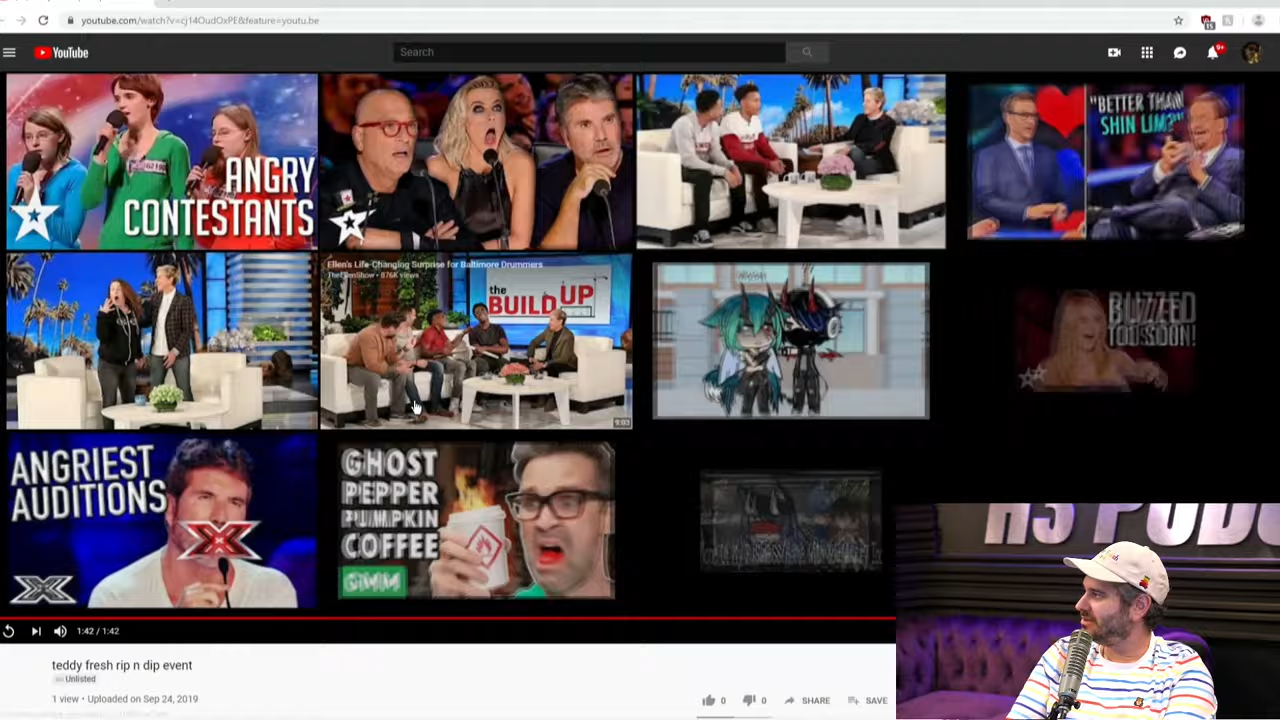 youtube.com/watch?v=cj14OudOxPE&feature=youtu.be
YouTube
Search
9+
ANGRY
CONTESTANTS
"BETTER THAN
SHIN LIM?"
Ellen's Life-Changing Surprise for Baltimore Drummers
TheEllenShow • 876K views
the
BUILD UP
9:03
BUZZED
TOO SOON!
ANGRIEST
AUDITIONS
X
GHOST
PEPPER
PUMPKIN
COFFEE
GMM
H3 PODC
1:42 / 1:42
teddy fresh rip n dip event
Unlisted
1 view • Uploaded on Sep 24, 2019
0
0
SHARE
SAVE